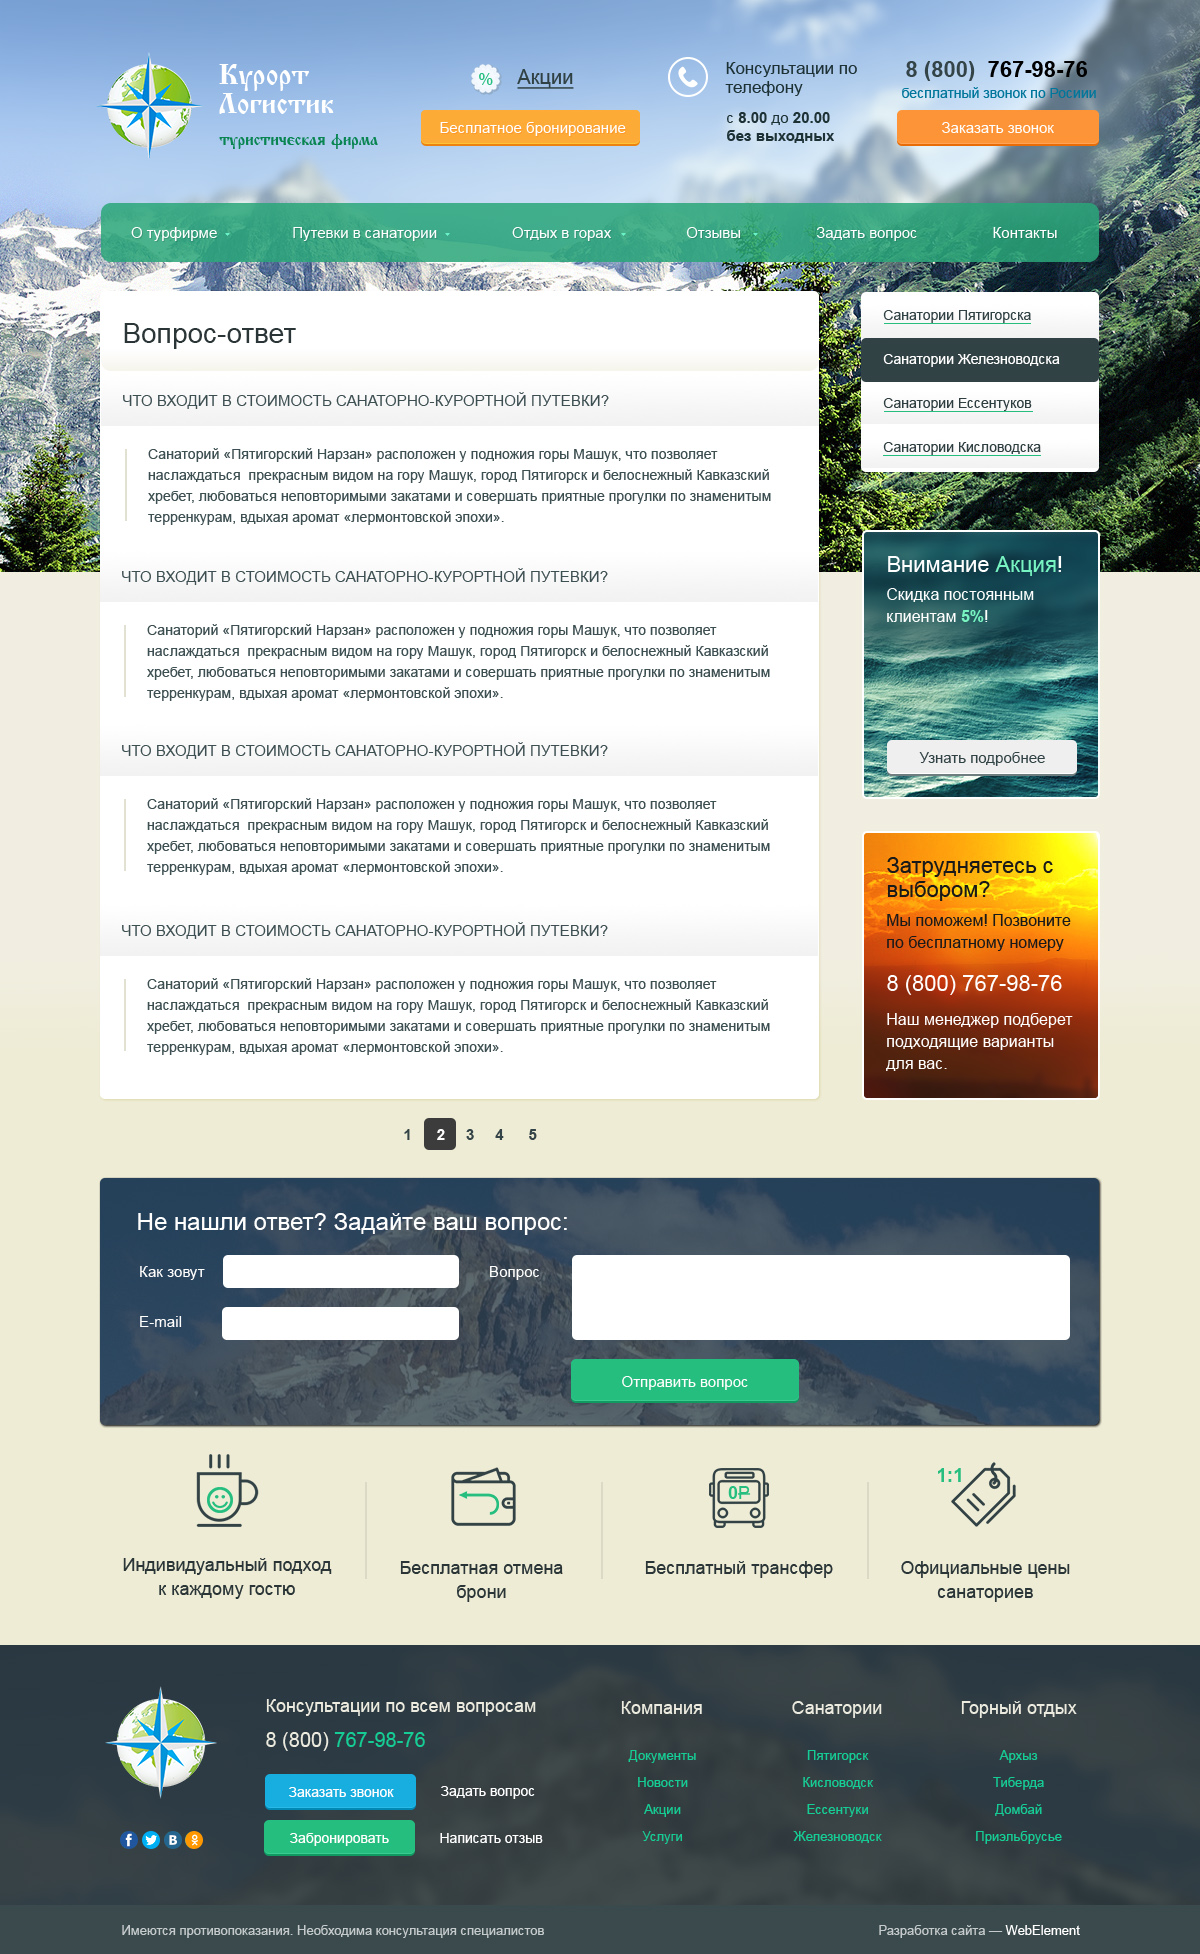 Курорт
Логистик
туристическая фирма
%
Акции
Бесплатное бронирование
Консультации по
телефону
с 8.00 до 20.00
без выходных
8 (800) 767-98-76
бесплатный звонок по Росиии
Заказать звонок
О турфирме
Путевки в санатории
Отдых в горах
Отзывы
Задать вопрос
Контакты
Вопрос-ответ
ЧТО ВХОДИТ В СТОИМОСТЬ САНАТОРНО-КУРОРТНОЙ ПУТЕВКИ?
Санаторий «Пятигорский Нарзан» расположен у подножия горы Машук, что позволяет
наслаждаться прекрасным видом на гору Машук, город Пятигорск и белоснежный Кавказский
хребет, любоваться неповторимыми закатами и совершать приятные прогулки по знаменитым
терренкурам, вдыхая аромат «лермонтовской эпохи».
ЧТО ВХОДИТ В СТОИМОСТЬ САНАТОРНО-КУРОРТНОЙ ПУТЕВКИ?
Санаторий «Пятигорский Нарзан» расположен у подножия горы Машук, что позволяет
наслаждаться прекрасным видом на гору Машук, город Пятигорск и белоснежный Кавказский
хребет, любоваться неповторимыми закатами и совершать приятные прогулки по знаменитым
терренкурам, вдыхая аромат «лермонтовской эпохи».
ЧТО ВХОДИТ В СТОИМОСТЬ САНАТОРНО-КУРОРТНОЙ ПУТЕВКИ?
Санаторий «Пятигорский Нарзан» расположен у подножия горы Машук, что позволяет
наслаждаться прекрасным видом на гору Машук, город Пятигорск и белоснежный Кавказский
хребет, любоваться неповторимыми закатами и совершать приятные прогулки по знаменитым
терренкурам, вдыхая аромат «лермонтовской эпохи».
ЧТО ВХОДИТ В СТОИМОСТЬ САНАТОРНО-КУРОРТНОЙ ПУТЕВКИ?
Санаторий «Пятигорский Нарзан» расположен у подножия горы Машук, что позволяет
наслаждаться прекрасным видом на гору Машук, город Пятигорск и белоснежный Кавказский
хребет, любоваться неповторимыми закатами и совершать приятные прогулки по знаменитым
терренкурам, вдыхая аромат «лермонтовской эпохи».
Санатории Пятигорска
Санатории Железноводска
Санатории Ессентуков
Санатории Кисловодска
Внимание Акция!
Скидка постоянным
клиентам 5%!
Узнать подробнее
Затрудняетесь с
выбором?
Мы поможем! Позвоните
по бесплатному номеру
8 (800) 767-98-76
Наш менеджер подберет
подходящие варианты
для вас.
1 2 3 4 5
Не нашли ответ? Задайте ваш вопрос:
Как зовут
Вопрос
E-mail
Отправить вопрос
Индивидуальный подход
к каждому гостю
Бесплатная отмена
брони
0₽
Бесплатный трансфер
1:1
Официальные цены
санаториев
Консультации по всем вопросам
8 (800) 767-98-76
Заказать звонок
Задать вопрос
Забронировать
Написать отзыв
Компания
Документы
Новости
Акции
Услуги
Санатории
Пятигорск
Кисловодск
Ессентуки
Железноводск
Горный отдых
Архыз
Тиберда
Домбай
Приэльбрусье
Имеются противопоказания. Необходима консультация специалистов
Разработка сайта — WebElement